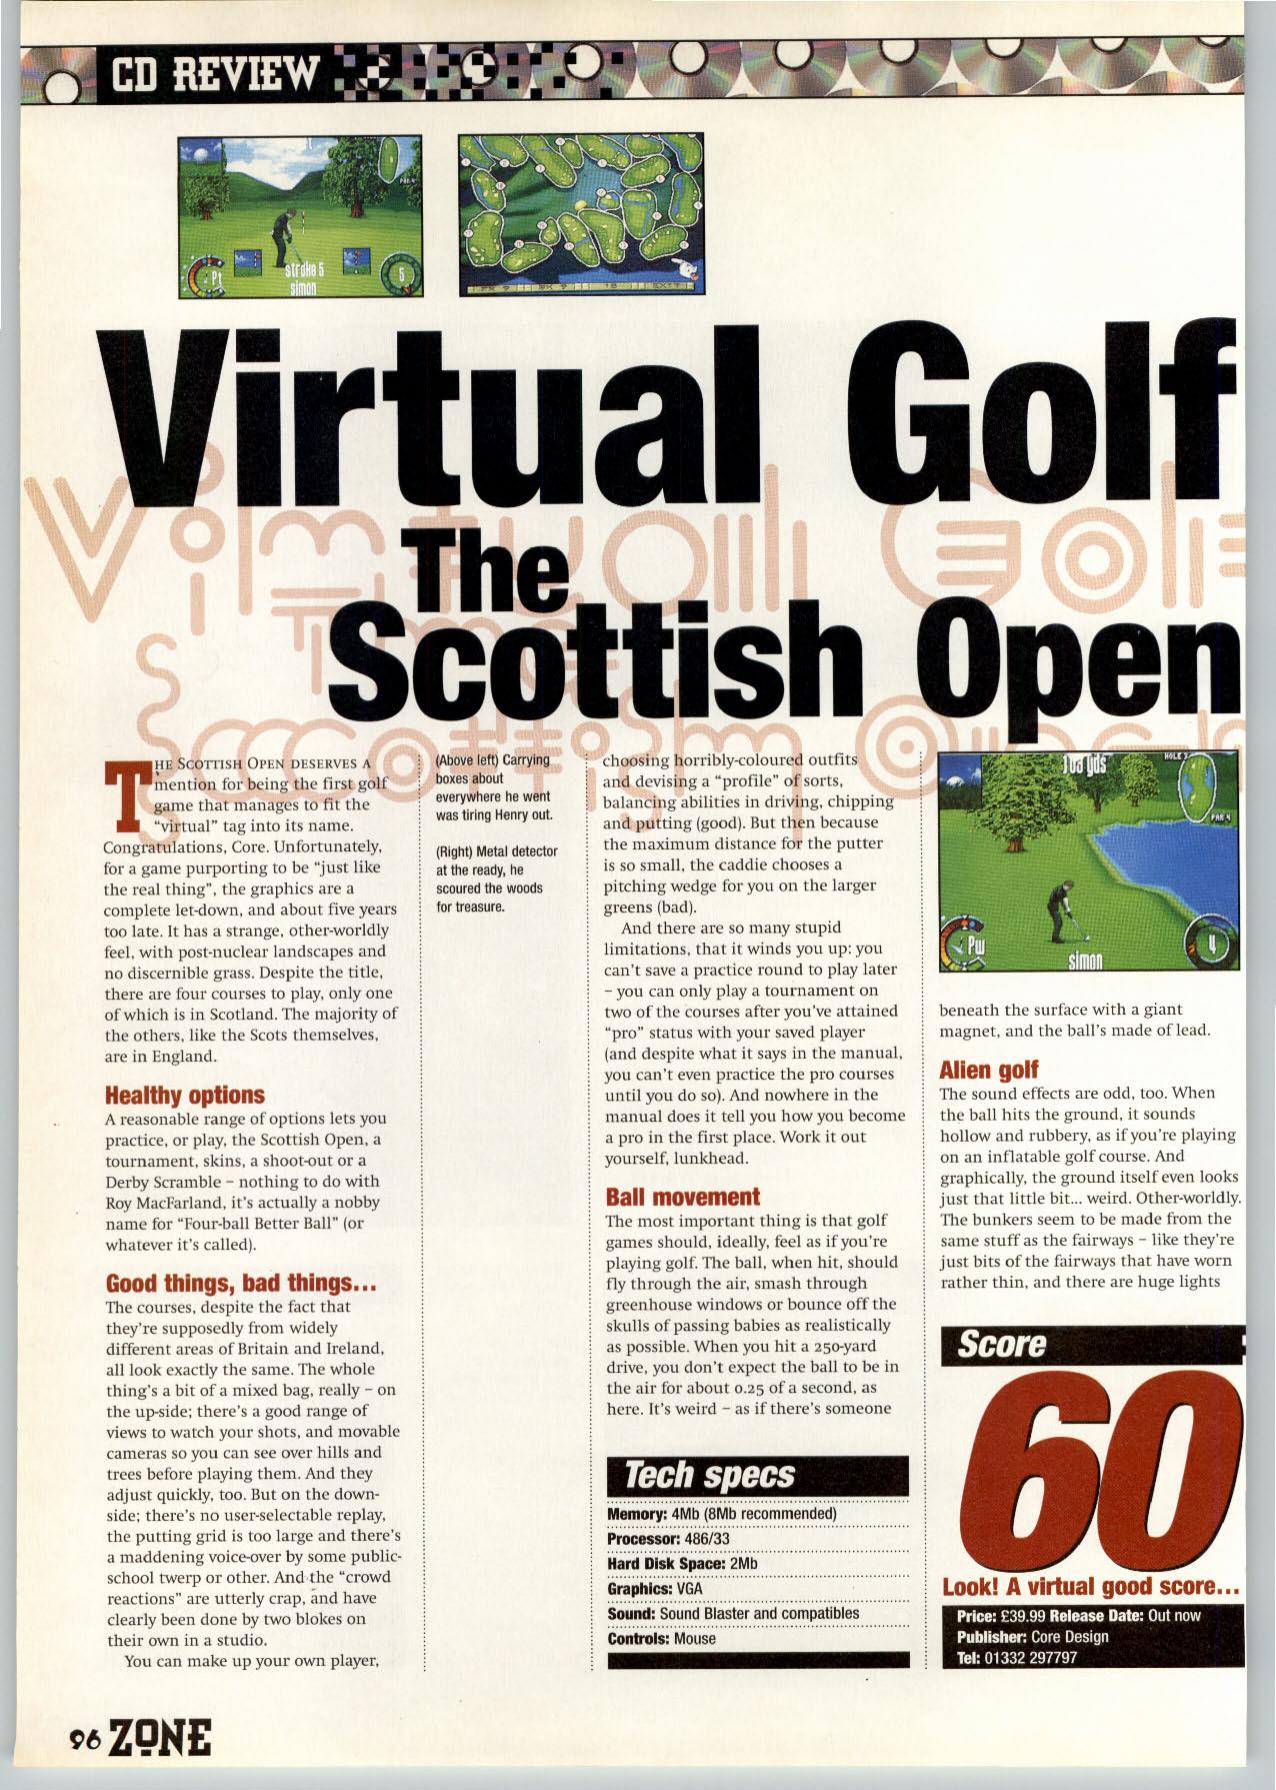 CD REVIEW
PAR 4
Pt
stroke 5
simon
5
Virtual Golf
The
Scottish Open
THE SCOTTISH OPEN DESERVES A
mention for being the first golf
game that manages to fit the
"virtual" tag into its name.
Congratulations, Core. Unfortunately,
for a game purporting to be "just like
the real thing", the graphics are a
complete let-down, and about five years
too late. It has a strange, other-worldly
feel, with post-nuclear landscapes and
no discernible grass. Despite the title,
there are four courses to play, only one
of which is in Scotland. The majority of
the others, like the Scots themselves,
are in England.
Healthy options
A reasonable range of options lets you
practice, or play, the Scottish Open, a
tournament, skins, a shoot-out or a
Derby Scramble – nothing to do with
Roy MacFarland, it's actually a nobby
name for "Four-ball Better Ball" (or
whatever it's called).
Good things, bad things...
The courses, despite the fact that
they're supposedly from widely
different areas of Britain and Ireland,
all look exactly the same. The whole
thing's a bit of a mixed bag, really – on
the up-side; there's a good range of
views to watch your shots, and movable
cameras so you can see over hills and
trees before playing them. And they
adjust quickly, too. But on the down-
side; there's no user-selectable replay,
the putting grid is too large and there's
a maddening voice-over by some public-
school twerp or other. And the "crowd
reactions" are utterly crap, and have
clearly been done by two blokes on
their own in a studio.
You can make up your own player,
(Above left) Carrying
boxes about
everywhere he went
was tiring Henry out.
(Right) Metal detector
at the ready, he
scoured the woods
for treasure.
choosing horribly-coloured outfits
and devising a "profile" of sorts,
balancing abilities in driving, chipping
and putting (good). But then because
the maximum distance for the putter
is so small, the caddie chooses a
pitching wedge for you on the larger
greens (bad).
And there are so many stupid
limitations, that it winds you up: you
can't save a practice round to play later
– you can only play a tournament on
two of the courses after you've attained
"pro" status with your saved player
(and despite what it says in the manual,
you can't even practice the pro courses
until you do so). And nowhere in the
manual does it tell you how you become
a pro in the first place. Work it out
yourself, lunkhead.
Ball movement
The most important thing is that golf
games should, ideally, feel as if you're
playing golf. The ball, when hit, should
fly through the air, smash through
greenhouse windows or bounce off the
skulls of passing babies as realistically
as possible. When you hit a 250-yard
drive, you don't expect the ball to be in
the air for about 0.25 of a second, as
here. It's weird – as if there's someone
Tech specs
Memory: 4Mb (8Mb recommended)
Processor: 486/33
Hard Disk Space: 2Mb
Graphics: VGA
Sound: Sound Blaster and compatibles
Controls: Mouse
yds
HOLE
PAR 4
Pw
simon
4
beneath the surface with a giant
magnet, and the ball's made of lead.
Alien golf
The sound effects are odd, too. When
the ball hits the ground, it sounds
hollow and rubbery, as if you're playing
on an inflatable golf course. And
graphically, the ground itself even looks
just that little bit... weird. Other-worldly.
The bunkers seem to be made from the
same stuff as the fairways – like they're
just bits of the fairways that have worn
rather thin, and there are huge lights
Score
60
Look! A virtual good score...
Price: £39.99 Release Date: Out now
Publisher: Core Design
Tel: 01332 297797
96 ZONE